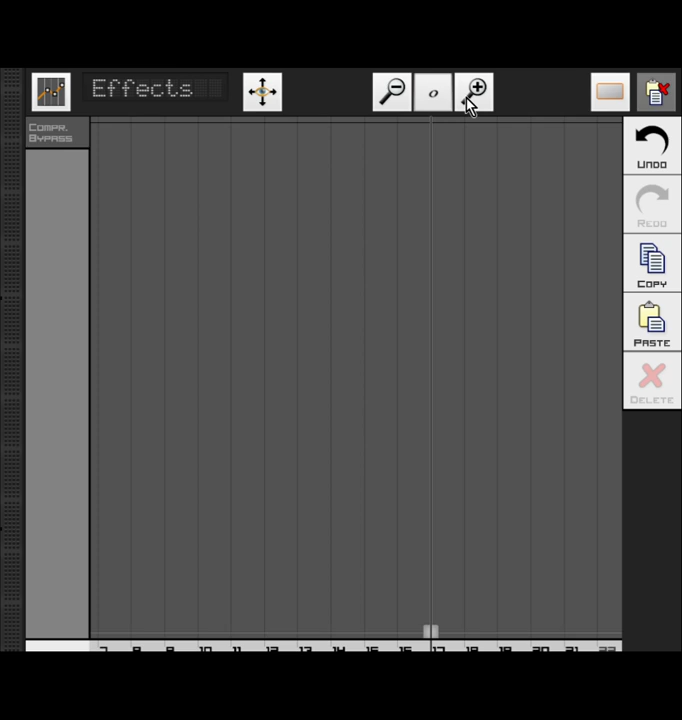 Effects
o
COMPR.
BYPASS
UNDO
REDO
COPY
PASTE
DELETE
7 8 9 10 11 12 13 14 15 16 17 18 19 20 21 22